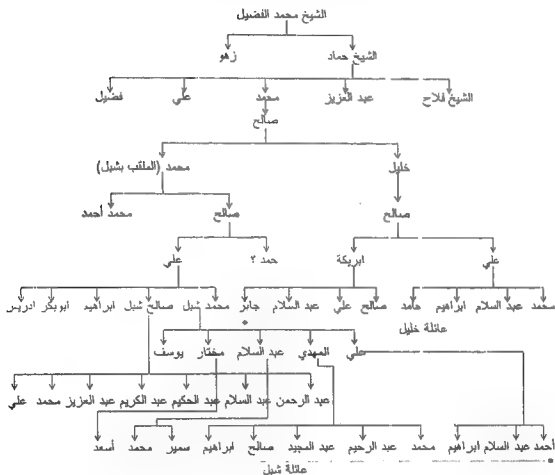 الشيخ محمد الفضيل
الشيخ حماد زهو
الشيخ فلاح عبد العزيز محمد علي فضيل
صالح
خليل محمد (الملقب بشبل)
صالح صالح محمد أحمد
علي ابريكة حمد ؟ علي
محمد عبد السلام ابراهيم حامد صالح علي عبد السلام جابر محمد شبل صالح شبل ابراهيم ابوبكر ادريس
عائلة خليل
علي المهدي عبد السلام مختار يوسف
عبد الرحمن عبد السلام عبد الحكيم عبد الكريم عبد العزيز محمد علي
أحمد عبد السلام ابراهيم محمد عبد الرحيم عبد المجيد صالح ابراهيم سمير محمد أسعد
عائلة شبل